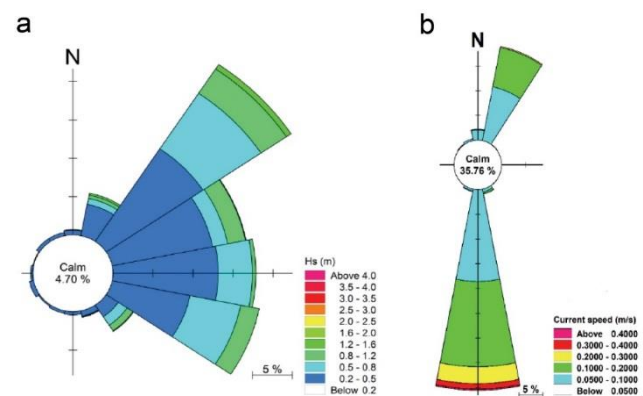 a
N
Calm
4.70 %
5 %
Hs (m)
Above 4.0
3.5 - 4.0
3.0 - 3.5
2.5 - 3.0
2.0 - 2.5
1.6 - 2.0
1.2 - 1.6
0.8 - 1.2
0.5 - 0.8
0.2 - 0.5
Below 0.2
b
N
Calm
35.76 %
5 %
Current speed (m/s)
Above 0.4000
0.3000 - 0.4000
0.2000 - 0.3000
0.1000 - 0.2000
0.0500 - 0.1000
Below 0.0500